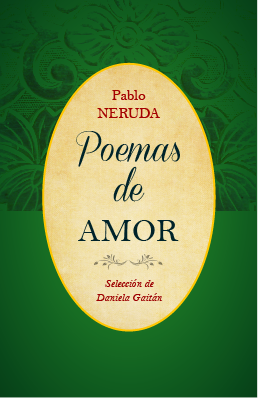 Pablo
NERUDA
Poemas
de
AMOR
Selección de
Daniela Gaitán